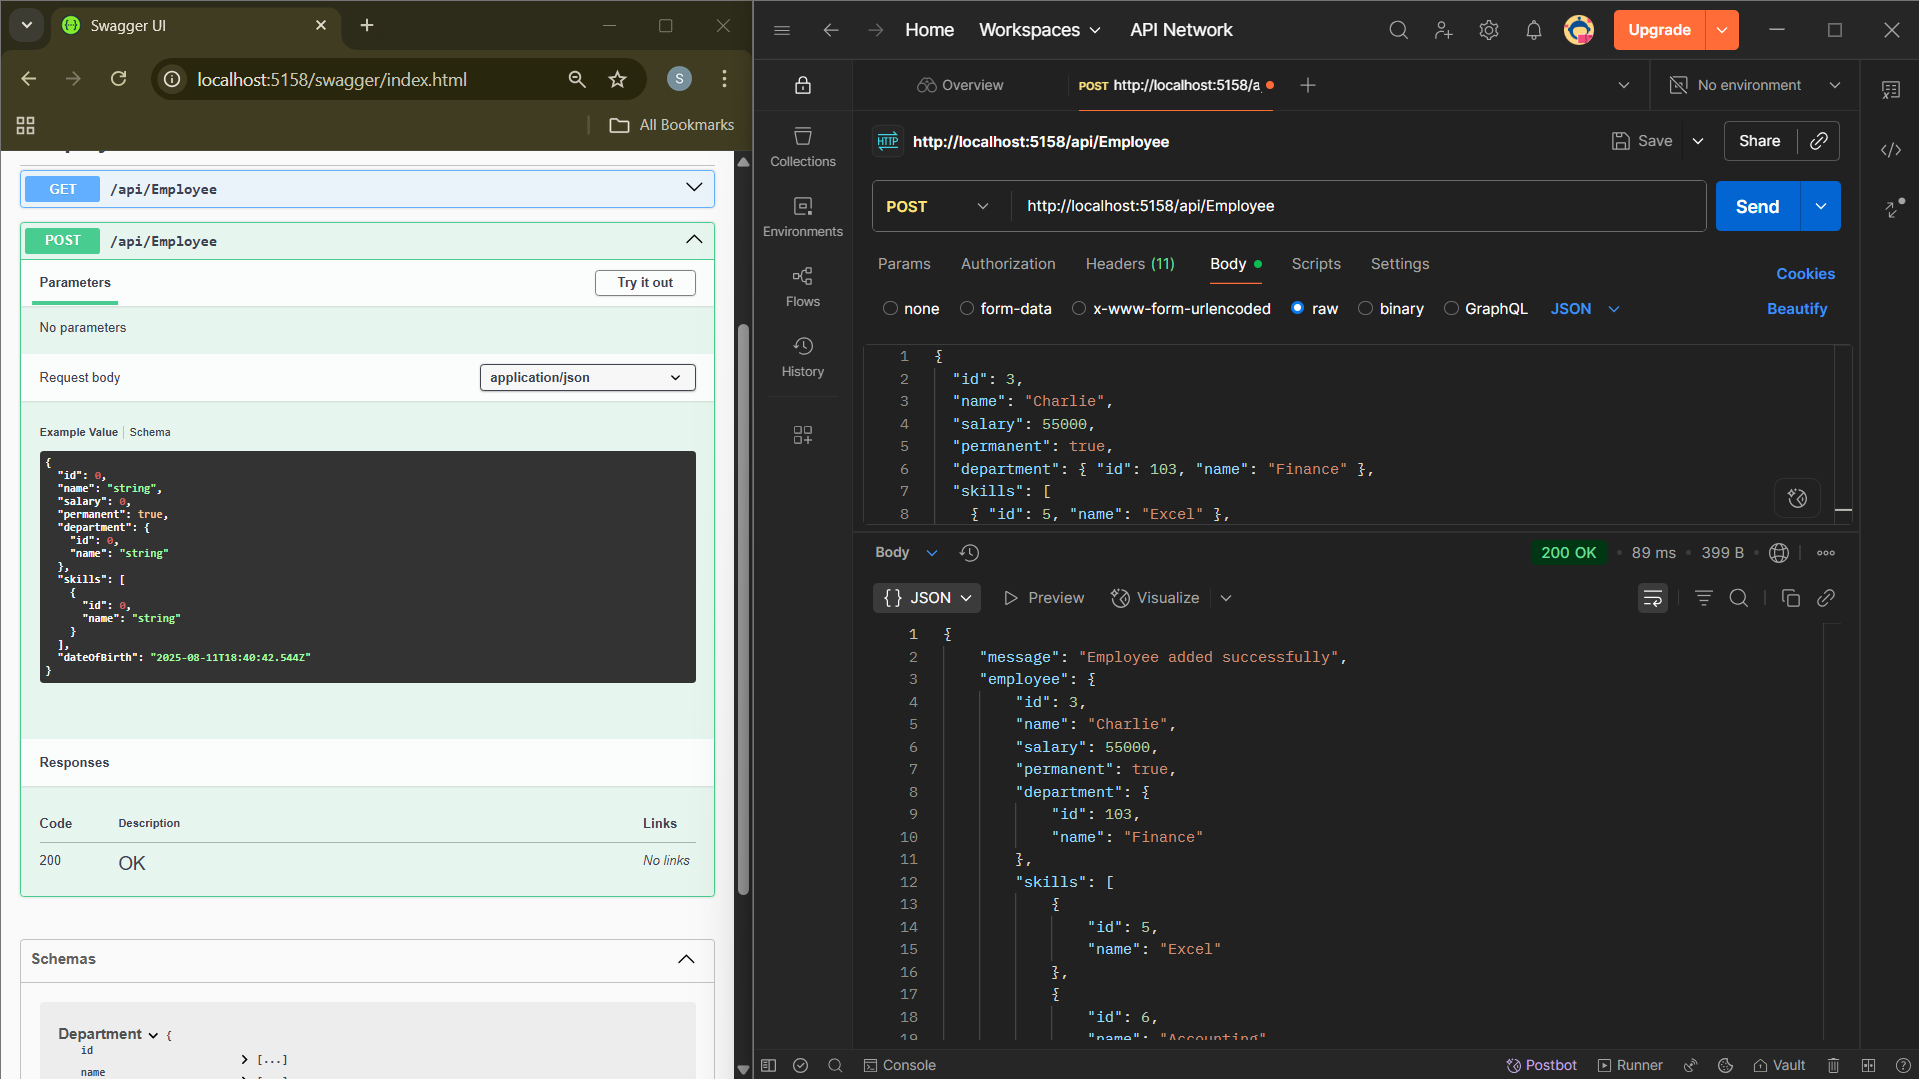 Swagger UI
localhost:5158/swagger/index.html
S
All Bookmarks
GET /api/Employee
POST /api/Employee
Parameters
Try it out
No parameters
Request body
application/json
Example Value | Schema
{
"id": 0,
"name": "string",
"salary": 0,
"permanent": true,
"department": {
"id": 0,
"name": "string"
},
"skills": [
{
"id": 0,
"name": "string"
}
],
"dateOfBirth": "2025-08-11T18:40:42.544Z"
}
Responses
Code Description Links
200 OK No links
Schemas
Department {
id [...]
name
Home Workspaces API Network
Upgrade
Overview
POST http://localhost:5158/a
No environment
Collections
Environments
Flows
History
HTTP http://localhost:5158/api/Employee
Save
Share
POST http://localhost:5158/api/Employee
Send
Params Authorization Headers (11) Body Scripts Settings
Cookies
none form-data x-www-form-urlencoded raw binary GraphQL JSON
Beautify
1 {
2 "id": 3,
3 "name": "Charlie",
4 "salary": 55000,
5 "permanent": true,
6 "department": { "id": 103, "name": "Finance" },
7 "skills": [
8 { "id": 5, "name": "Excel" },
Body
200 OK • 89 ms • 399 B
{} JSON Preview Visualize
1 {
2 "message": "Employee added successfully",
3 "employee": {
4 "id": 3,
5 "name": "Charlie",
6 "salary": 55000,
7 "permanent": true,
8 "department": {
9 "id": 103,
10 "name": "Finance"
11 },
12 "skills": [
13 {
14 "id": 5,
15 "name": "Excel"
16 },
17 {
18 "id": 6,
19 "name": "Accounting"
Console
Postbot Runner Vault